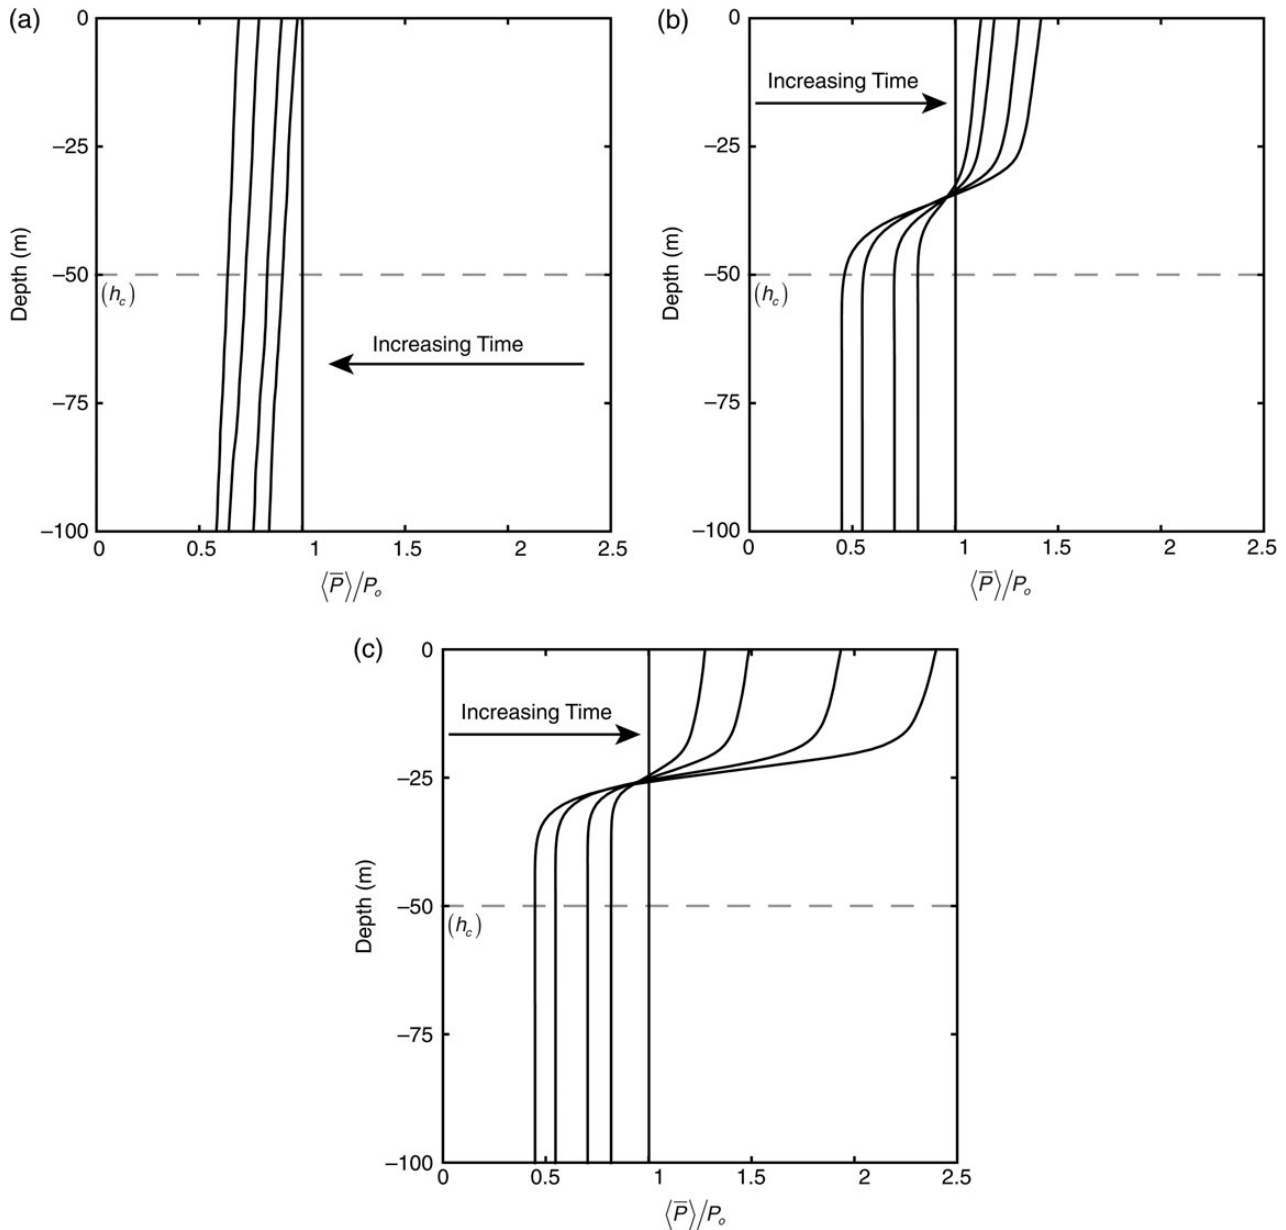 (a)
0
−25
−50
−75
−100
Depth (m)
(h_c)
Increasing Time
0 0.5 1 1.5 2 2.5
⟨P̅⟩/P_o
(b)
0
−25
−50
−75
−100
Depth (m)
(h_c)
Increasing Time
0 0.5 1 1.5 2 2.5
⟨P̅⟩/P_o
(c)
0
−25
−50
−75
−100
Depth (m)
(h_c)
Increasing Time
0 0.5 1 1.5 2 2.5
⟨P̅⟩/P_o